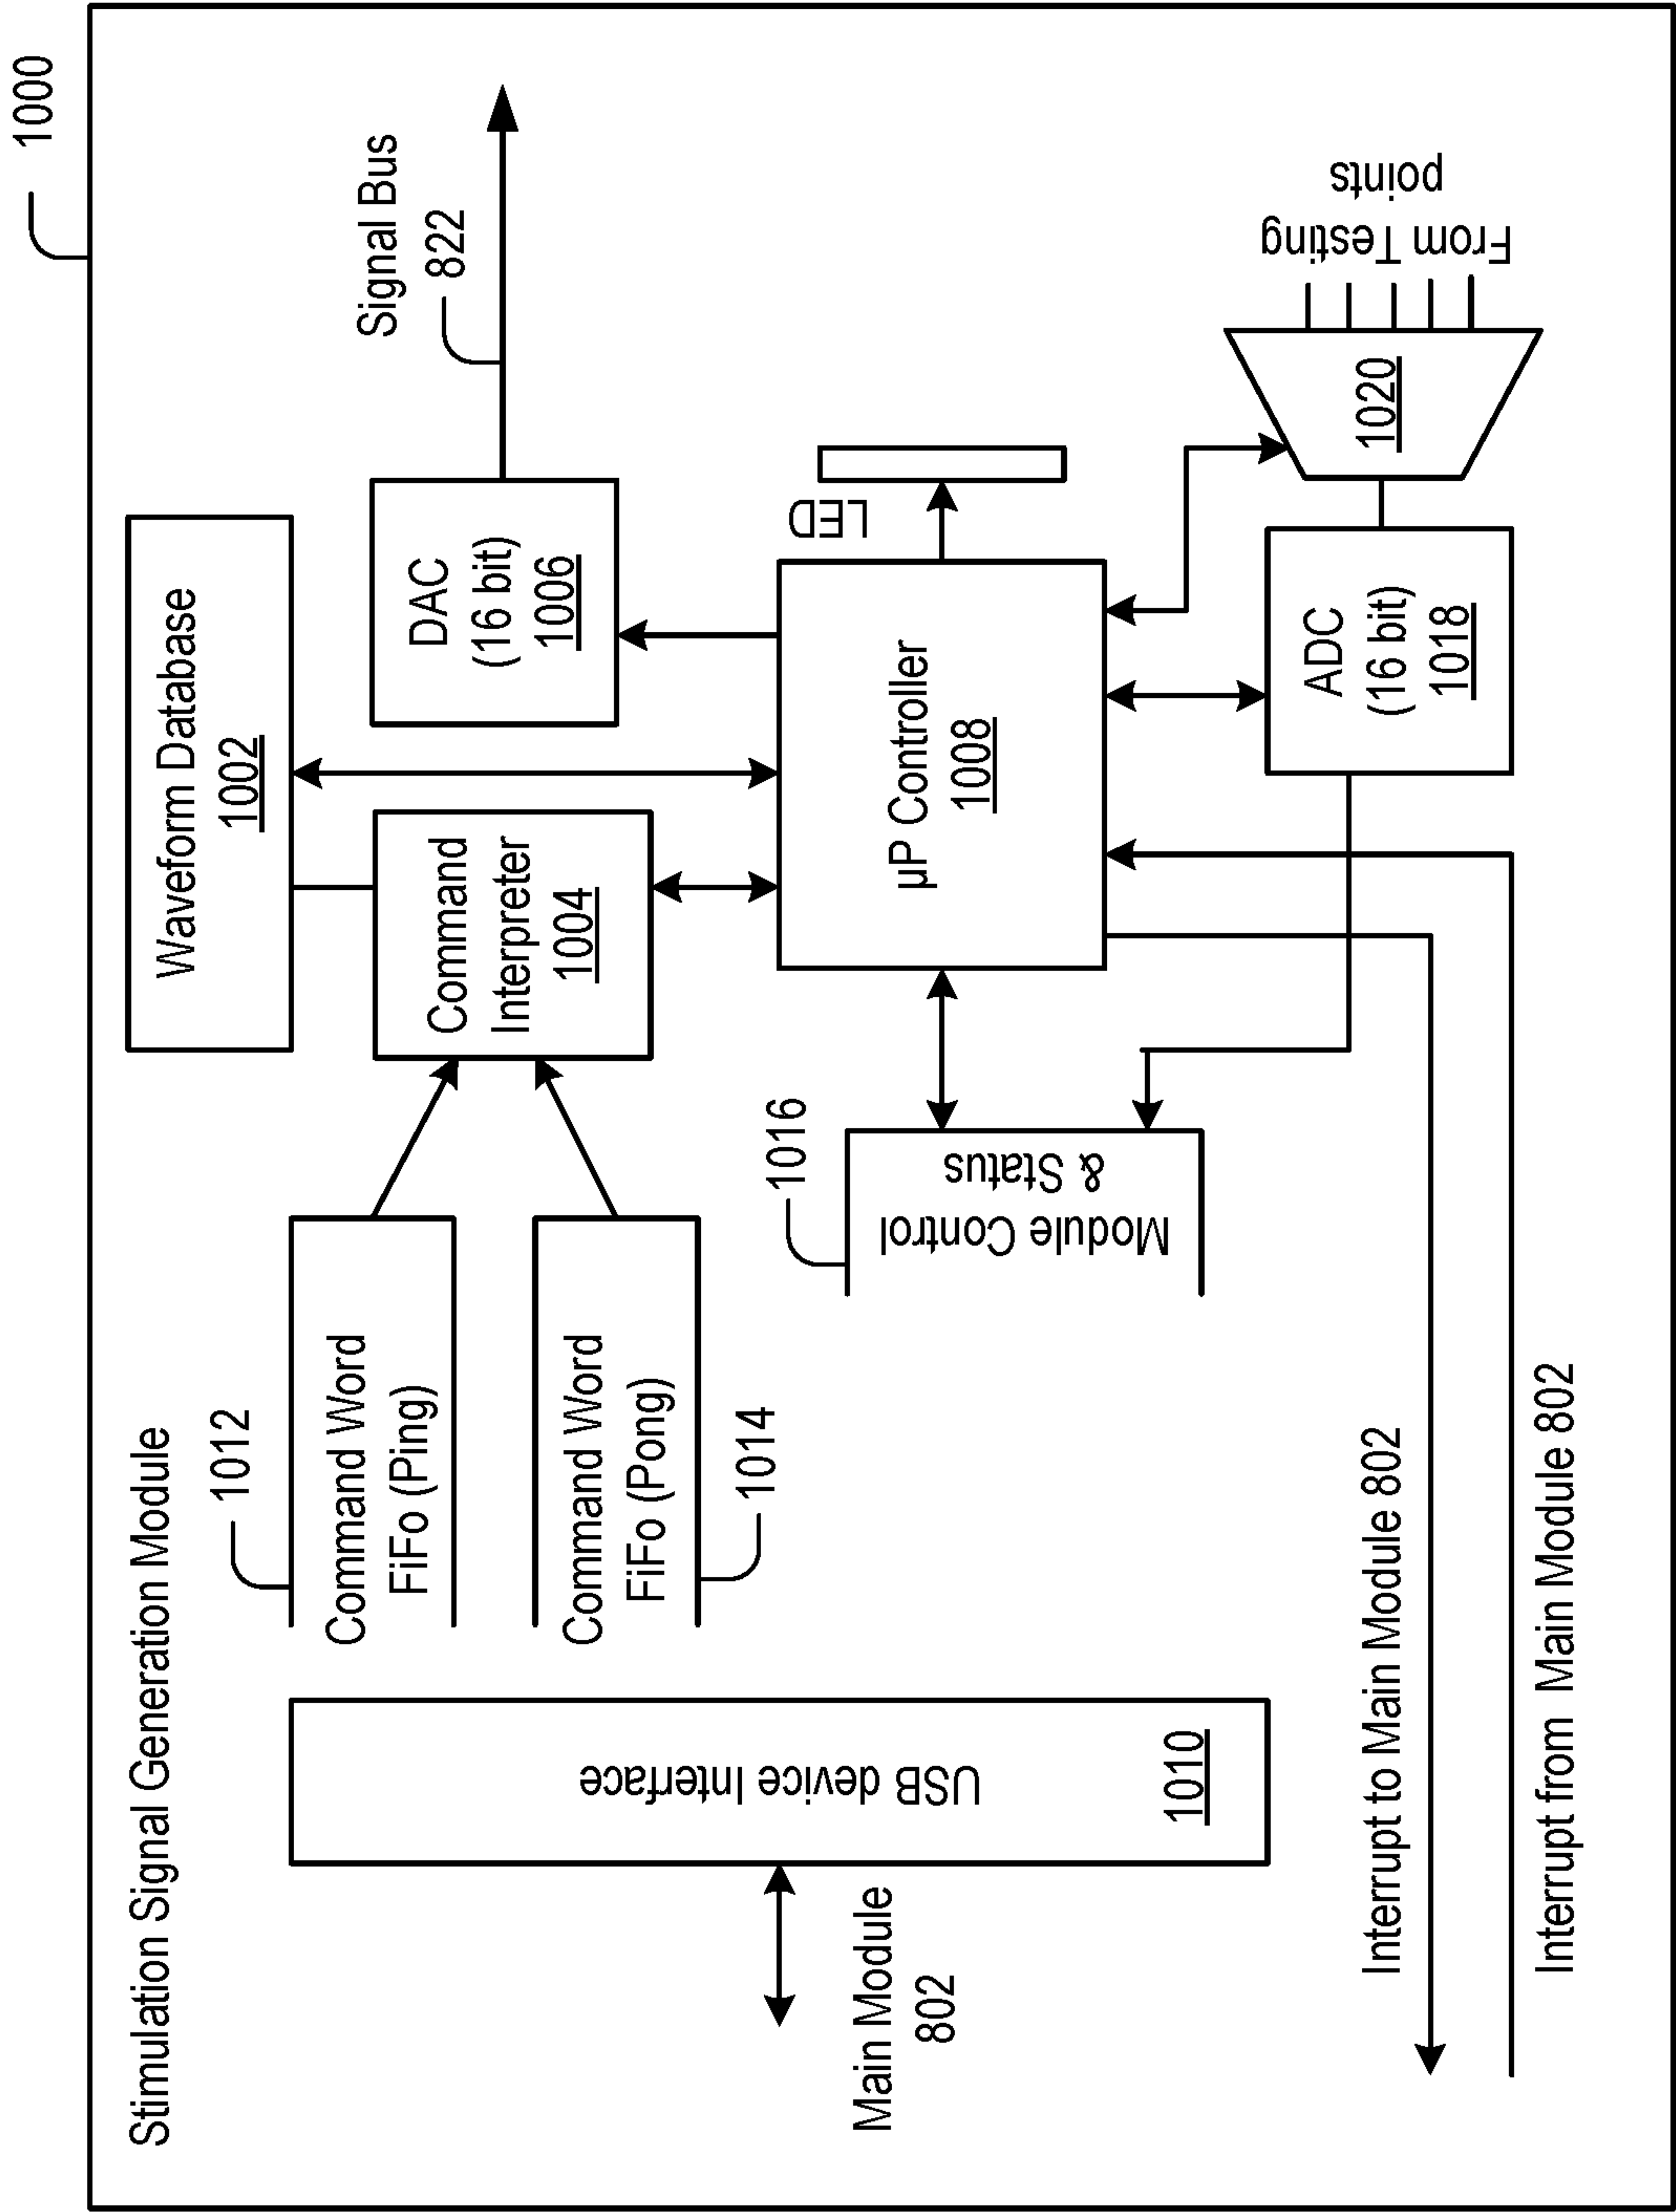 1000
Stimulation Signal Generation Module
Waveform Database
1002
Signal Bus
822
1012
Command Word
FiFo (Ping)
Command
Interpreter
1004
DAC
(16 bit)
1006
Command Word
FiFo (Pong)
1014
USB device Interface
1010
Main Module
802
1016
Module Control
& Status
µP Controller
1008
LED
ADC
(16 bit)
1018
1020
From Testing
points
Interrupt to Main Module 802
Interrupt from Main Module 802